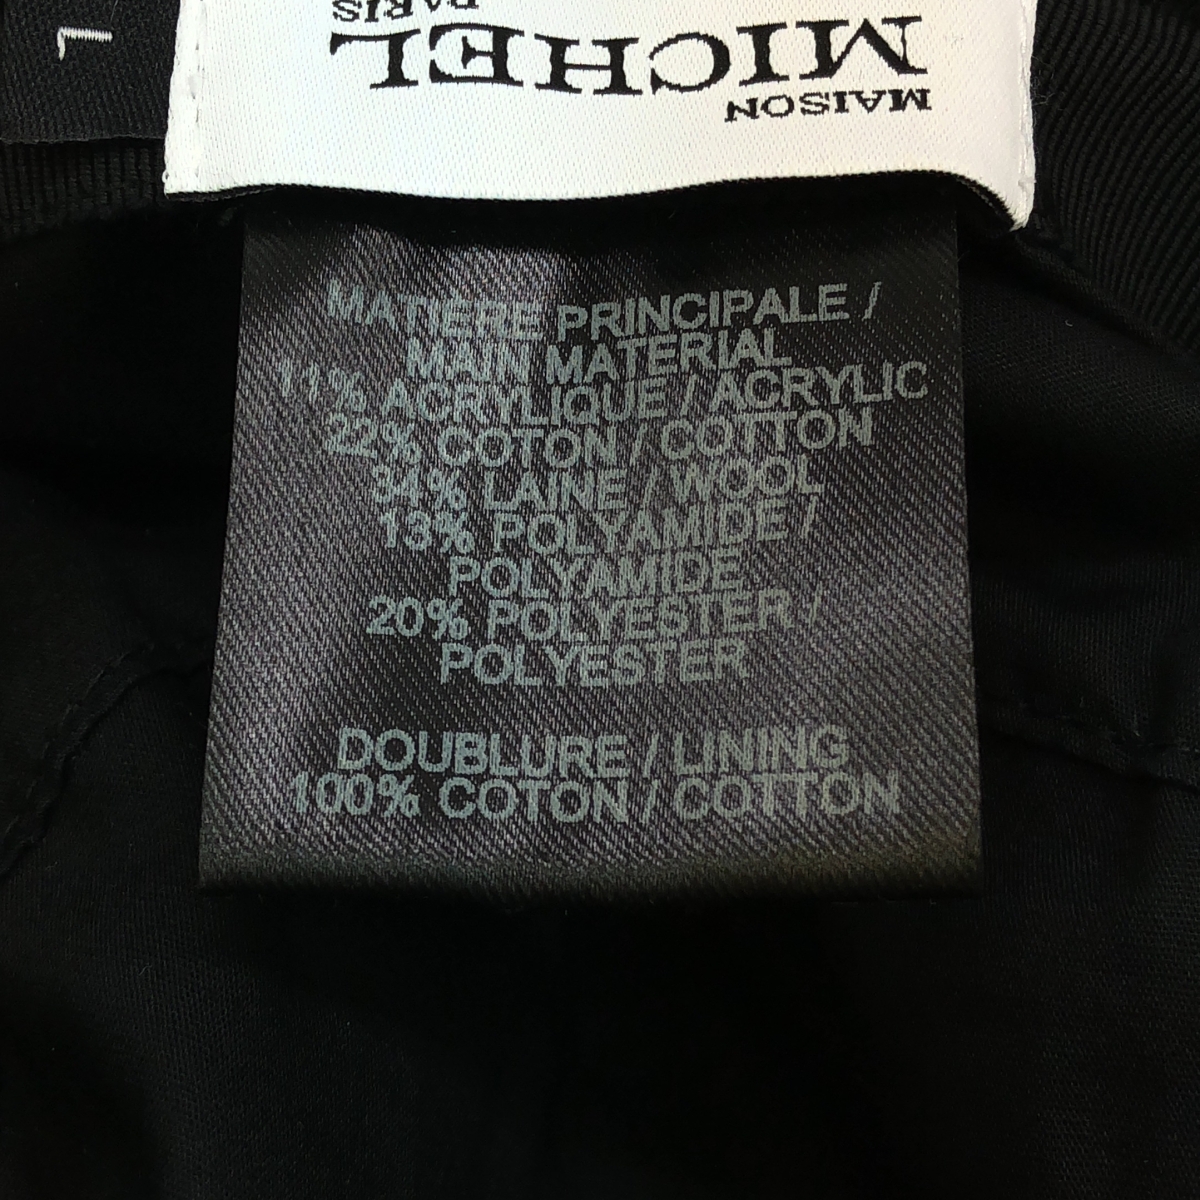 MAISON
MICHEL
PARIS
L
MATIÈRE PRINCIPALE /
MAIN MATERIAL
11% ACRYLIQUE / ACRYLIC
22% COTON / COTTON
34% LAINE / WOOL
13% POLYAMIDE /
POLYAMIDE
20% POLYESTER /
POLYESTER
DOUBLURE / LINING
100% COTON / COTTON